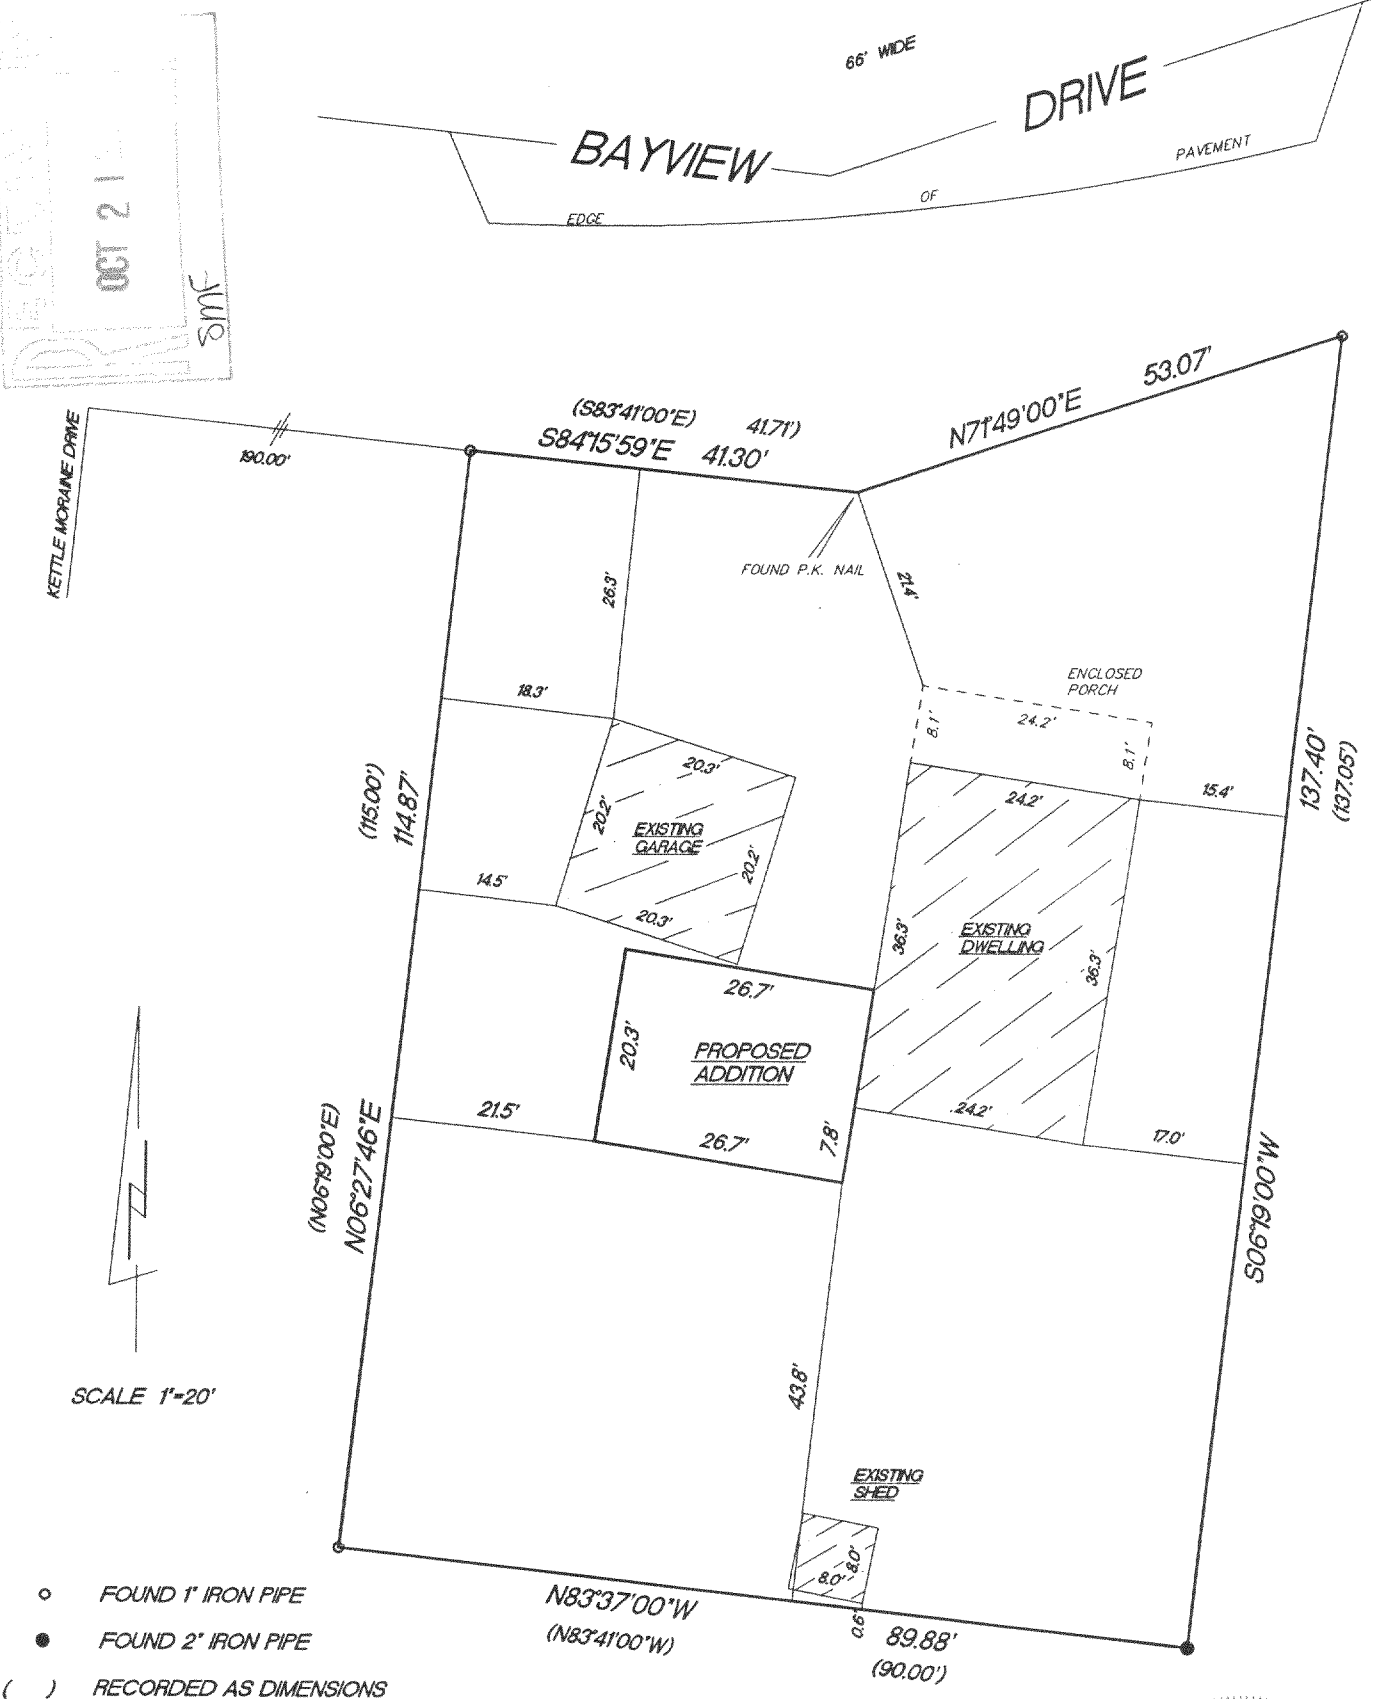 66' WIDE
BAYVIEW DRIVE
EDGE OF PAVEMENT
OCT 21
SMF
53.07'
N71°49'00"E
(S83°41'00"E) 41.71')
S84°15'59"E 41.30'
190.00'
KETTLE MORAINE DRIVE
FOUND P.K. NAIL
26.3'
21.4'
ENCLOSED
PORCH
18.3'
24.2'
8.1'
8.1'
20.3'
24.2'
15.4'
137.40'
(137.05')
(115.00')
114.87'
20.2'
EXISTING
GARAGE
20.2'
14.5'
20.3'
36.3'
EXISTING
DWELLING
36.3'
26.7'
20.3'
PROPOSED
ADDITION
21.5'
26.7'
7.8'
24.2'
17.0'
(N06°19'00"E)
N06°27'46"E
S06°19'00"W
SCALE 1"=20'
43.8'
EXISTING
SHED
8.0'
8.0'
0.6'
N83°37'00"W
(N83°41'00"W)
89.88'
(90.00')
FOUND 1" IRON PIPE
FOUND 2" IRON PIPE
( ) RECORDED AS DIMENSIONS